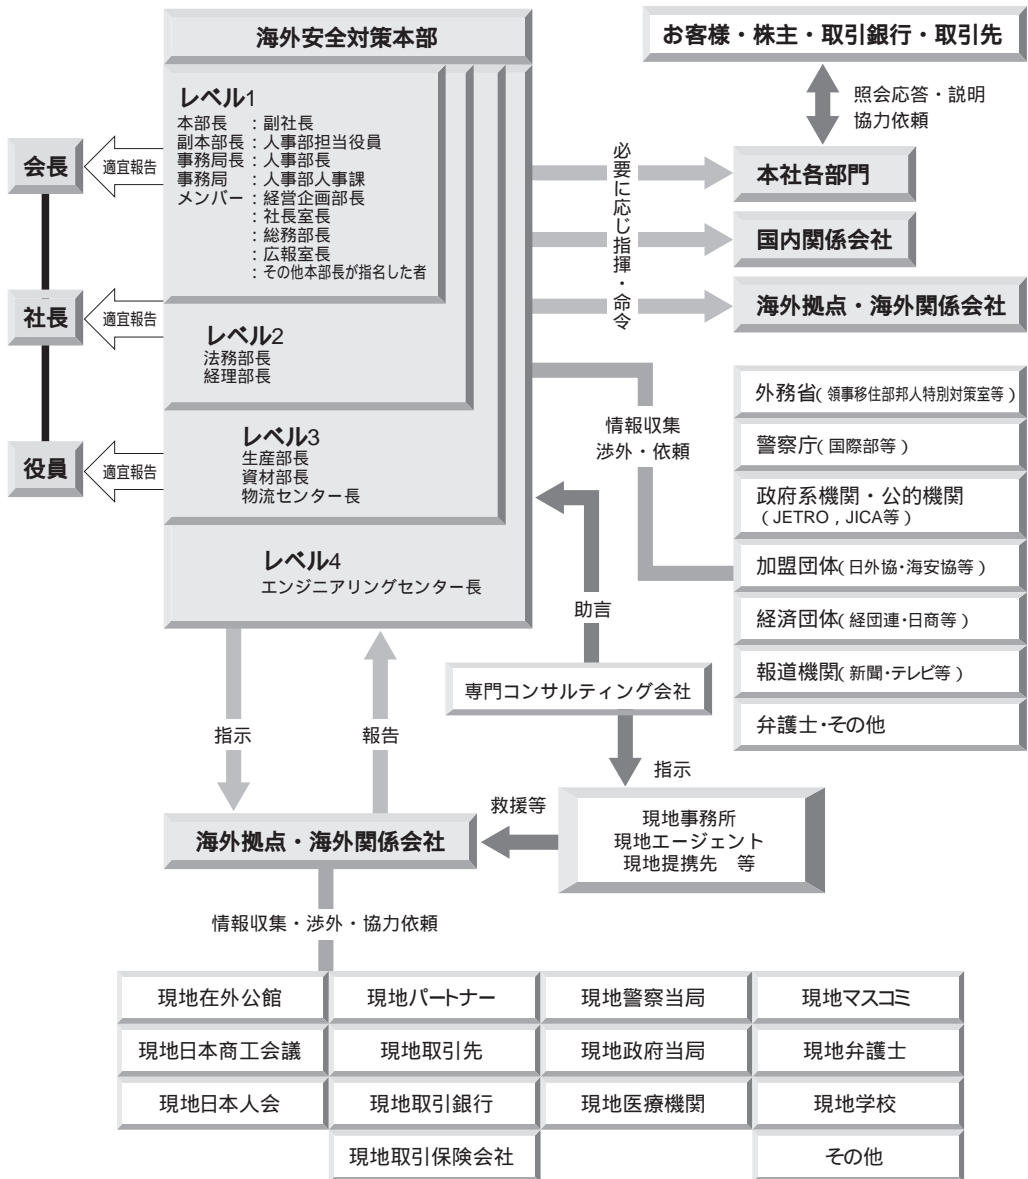 海外安全対策本部
レベル1
本部長 ：副社長
副本部長：人事部担当役員
事務局長：人事部長
事務局 ：人事部人事課
メンバー：経営企画部長
：社長室長
：総務部長
：広報室長
：その他本部長が指名した者
レベル2
法務部長
経理部長
レベル3
生産部長
資材部長
物流センター長
レベル4
エンジニアリングセンター長
会長
適宜報告
社長
適宜報告
役員
適宜報告
お客様・株主・取引銀行・取引先
照会応答・説明
協力依頼
必要に応じ指揮・命令
本社各部門
国内関係会社
海外拠点・海外関係会社
情報収集
渉外・依頼
外務省（領事移住部邦人特別対策室等）
警察庁（国際部等）
政府系機関・公的機関
（JETRO，JICA等）
加盟団体（日外協・海安協等）
経済団体（経団連・日商等）
報道機関（新聞・テレビ等）
弁護士・その他
助言
専門コンサルティング会社
指示
報告
指示
救援等
現地事務所
現地エージェント
現地提携先 等
海外拠点・海外関係会社
情報収集・渉外・協力依頼
現地在外公館
現地パートナー
現地警察当局
現地マスコミ
現地日本商工会議
現地取引先
現地政府当局
現地弁護士
現地日本人会
現地取引銀行
現地医療機関
現地学校
現地取引保険会社
その他